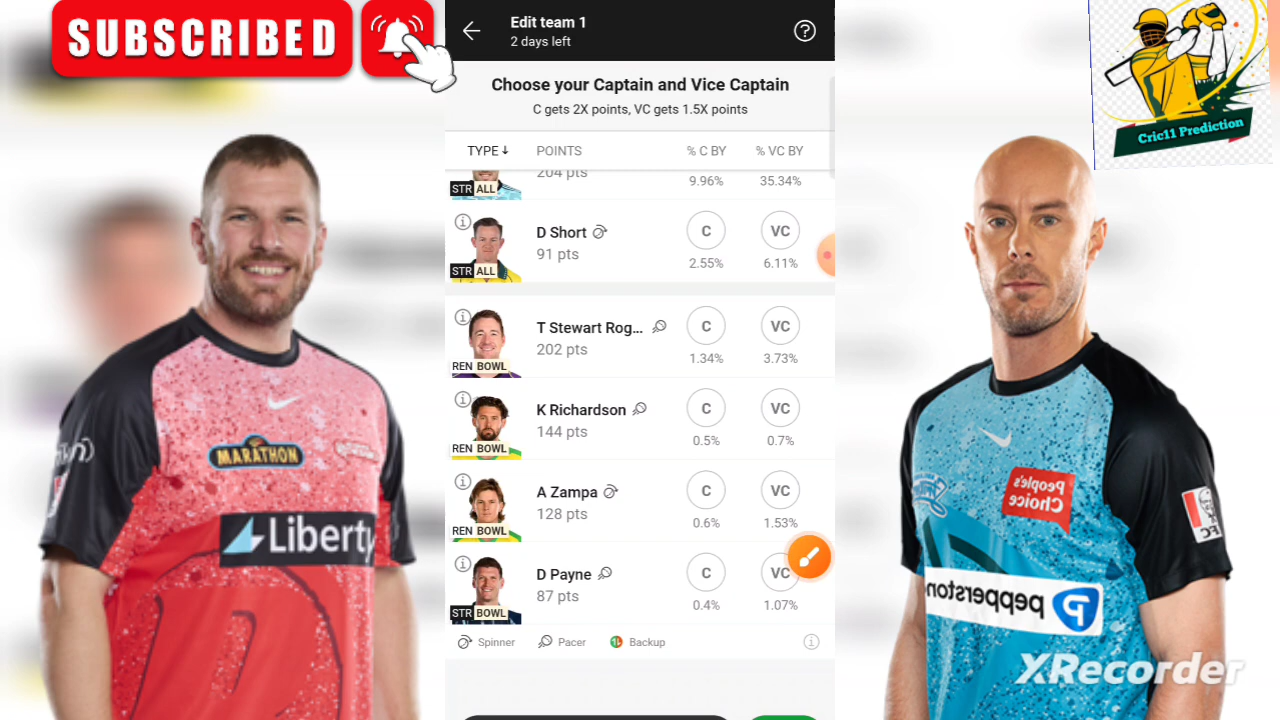 SUBSCRIBED
Edit team 1
2 days left
Choose your Captain and Vice Captain
C gets 2X points, VC gets 1.5X points
TYPE↓ POINTS % C BY % VC BY
204 pts 9.96% 35.34%
STR ALL
D Short C VC
91 pts 2.55% 6.11%
STR ALL
T Stewart Rog... C VC
202 pts 1.34% 3.73%
REN BOWL
K Richardson C VC
144 pts 0.5% 0.7%
REN BOWL
A Zampa C VC
128 pts 0.6% 1.53%
REN BOWL
D Payne C VC
87 pts 0.4% 1.07%
STR BOWL
Spinner Pacer Backup
Cric11 Prediction
MARATHON
Liberty
People's
Choice
KFC
pepperstone
XRecorder